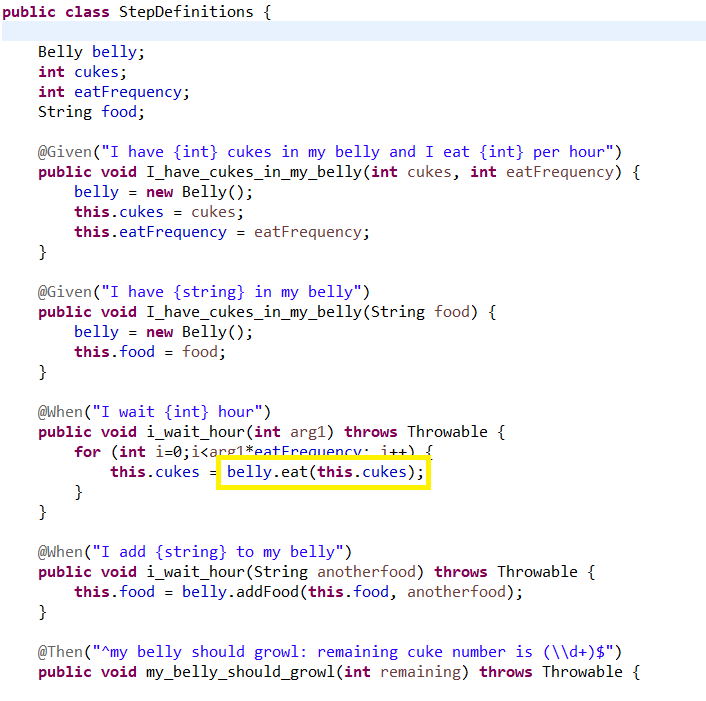 public class StepDefinitions {
Belly belly;
int cukes;
int eatFrequency;
String food;
@Given("I have {int} cukes in my belly and I eat {int} per hour")
public void I_have_cukes_in_my_belly(int cukes, int eatFrequency) {
belly = new Belly();
this.cukes = cukes;
this.eatFrequency = eatFrequency;
}
@Given("I have {string} in my belly")
public void I_have_cukes_in_my_belly(String food) {
belly = new Belly();
this.food = food;
}
@When("I wait {int} hour")
public void i_wait_hour(int arg1) throws Throwable {
for (int i=0;i<arg1*eatFrequency; i++) {
this.cukes = belly.eat(this.cukes);
}
}
@When("I add {string} to my belly")
public void i_wait_hour(String anotherfood) throws Throwable {
this.food = belly.addFood(this.food, anotherfood);
}
@Then("^my belly should growl: remaining cuke number is (\\d+)$")
public void my_belly_should_growl(int remaining) throws Throwable {